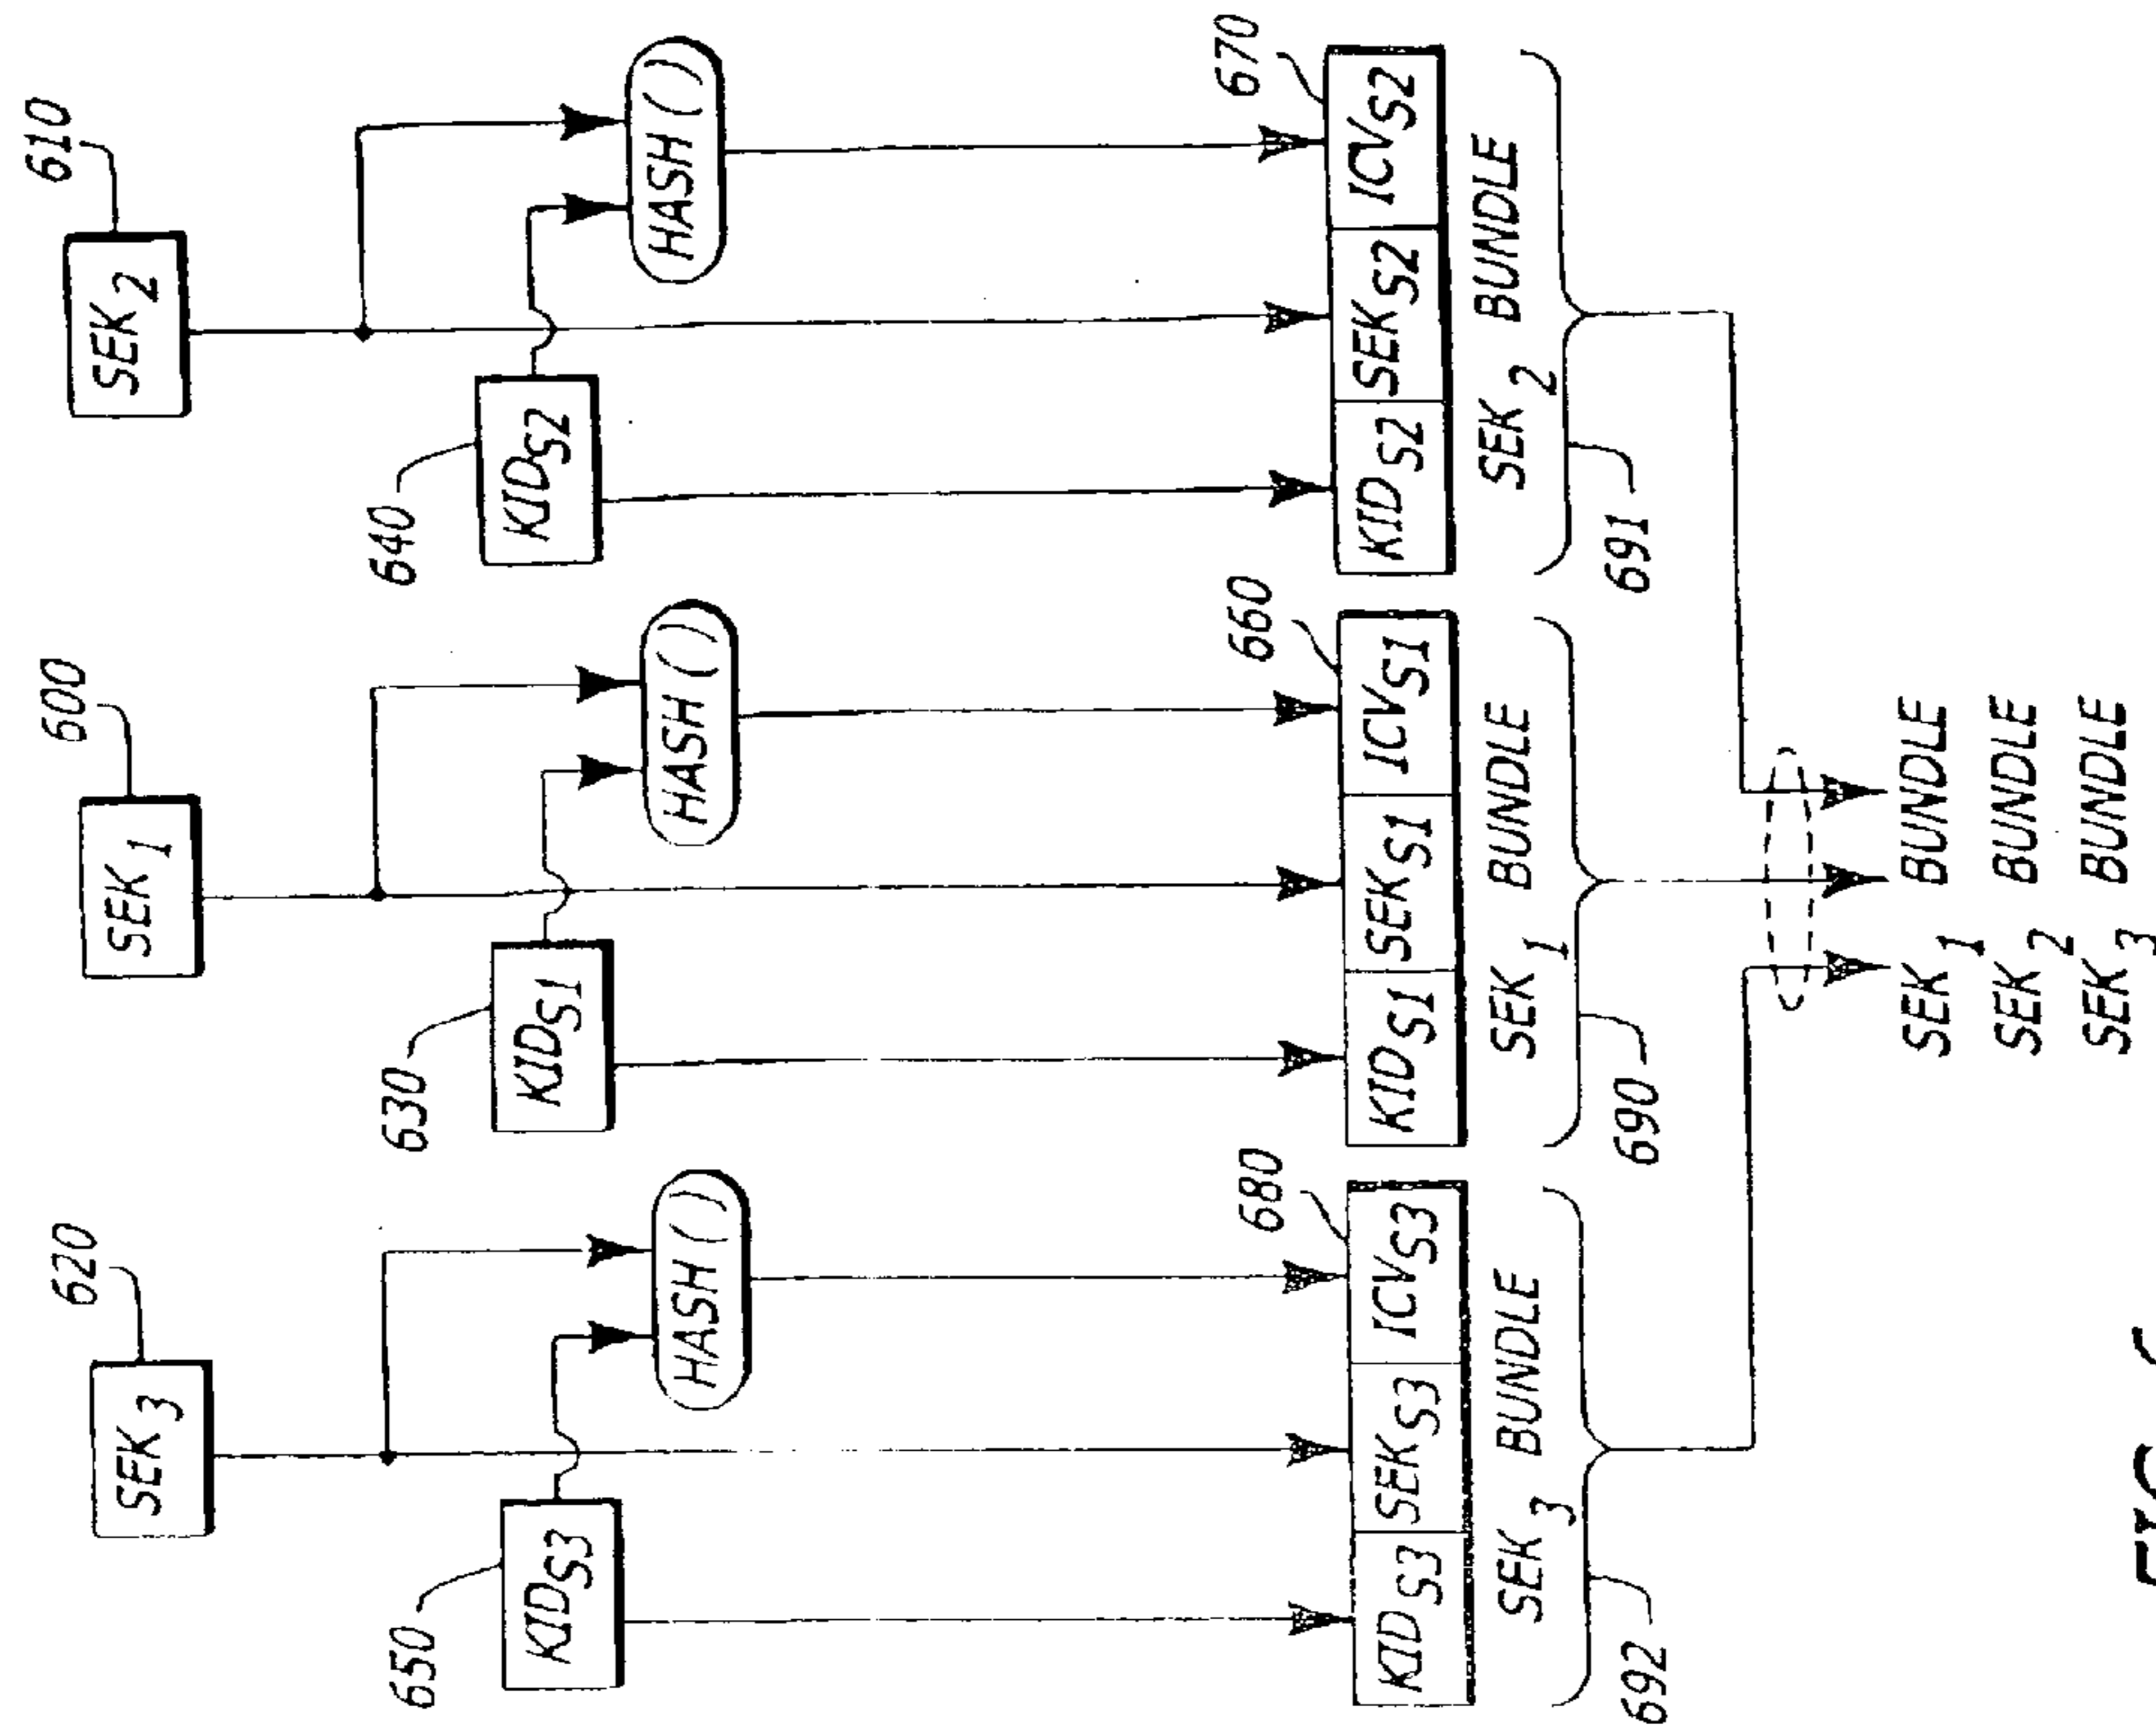 620
600
610
SEK3
SEK1
SEK2
650
630
640
KIDS3
KIDS1
KIDS2
HASH ( )
HASH ( )
HASH ( )
680
660
670
KIDS3 SEKS3 ICVS3
KIDS1 SEKS1 ICVS1
KIDS2 SEKS2 ICVS2
SEK3 BUNDLE
SEK1 BUNDLE
SEK2 BUNDLE
692
690
691
SEK1 BUNDLE
SEK2 BUNDLE
SEK3 BUNDLE